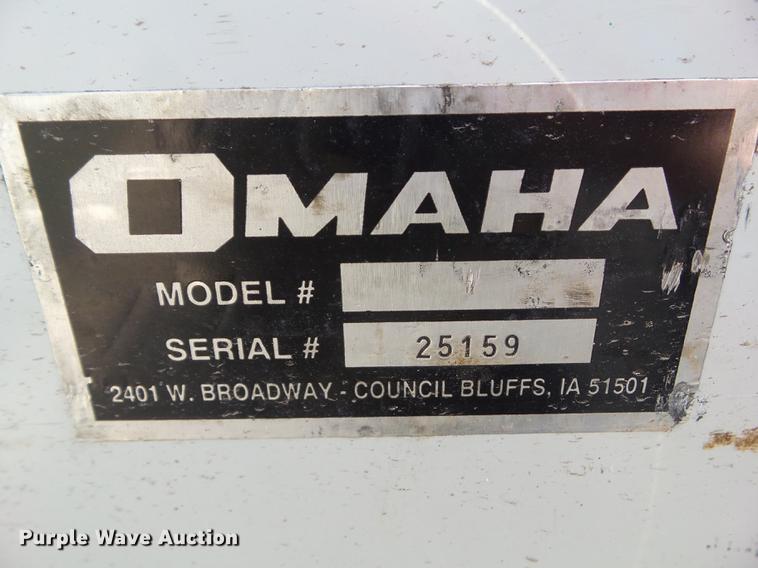 OMAHA
MODEL #
SERIAL # 25159
2401 W. BROADWAY - COUNCIL BLUFFS, IA 51501
Purple Wave Auction